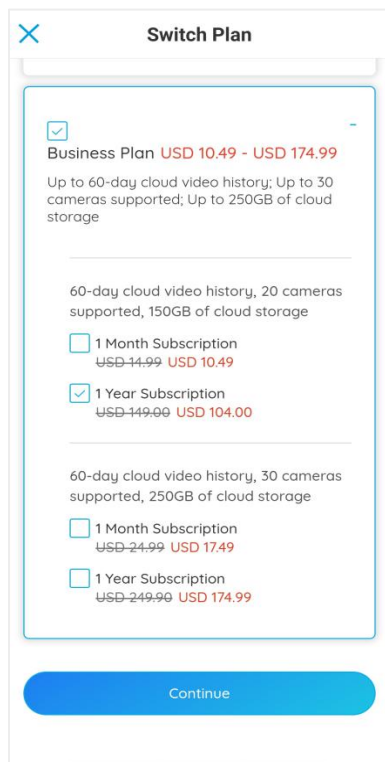 Switch Plan
Business Plan USD 10.49 - USD 174.99
Up to 60-day cloud video history; Up to 30
cameras supported; Up to 250GB of cloud
storage
60-day cloud video history, 20 cameras
supported, 150GB of cloud storage
1 Month Subscription
USD 14.99 USD 10.49
1 Year Subscription
USD 149.00 USD 104.00
60-day cloud video history, 30 cameras
supported, 250GB of cloud storage
1 Month Subscription
USD 24.99 USD 17.49
1 Year Subscription
USD 249.90 USD 174.99
Continue